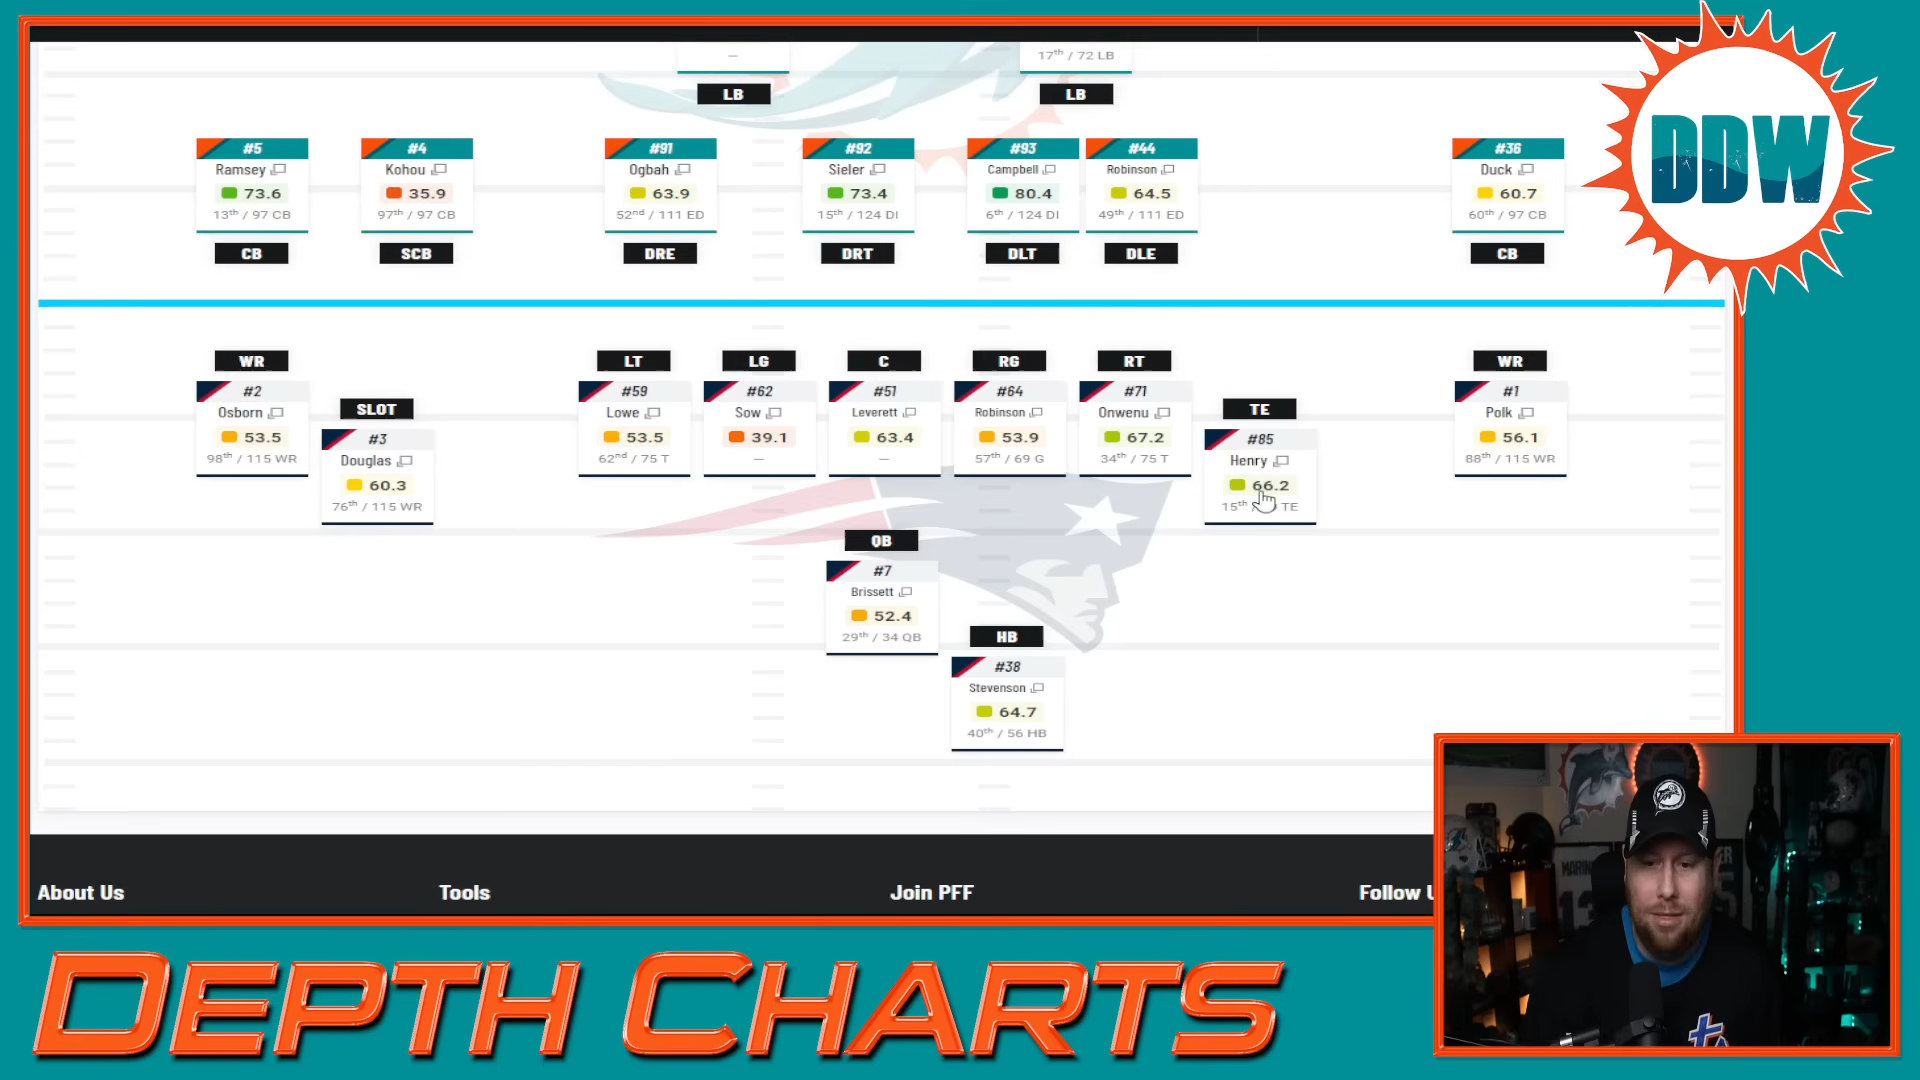 —
17th / 72 LB
LB
LB
#5
Ramsey
73.6
13th / 97 CB
CB
#4
Kohou
35.9
97th / 97 CB
SCB
#91
Ogbah
63.9
52nd / 111 ED
DRE
#92
Sieler
73.4
15th / 124 DI
DRT
#93
Campbell
80.4
6th / 124 DI
DLT
#44
Robinson
64.5
49th / 111 ED
DLE
#36
Duck
60.7
60th / 97 CB
CB
DDW
WR
#2
Osborn
53.5
98th / 115 WR
SLOT
#3
Douglas
60.3
76th / 115 WR
LT
#59
Lowe
53.5
62nd / 75 T
LG
#62
Sow
39.1
—
C
#51
Leverett
63.4
—
RG
#64
Robinson
53.9
57th / 69 G
RT
#71
Onwenu
67.2
34th / 75 T
TE
#85
Henry
66.2
15th / TE
WR
#1
Polk
56.1
88th / 115 WR
QB
#7
Brissett
52.4
29th / 34 QB
HB
#38
Stevenson
64.7
40th / 56 HB
About Us
Tools
Join PFF
Follow
DEPTH CHARTS